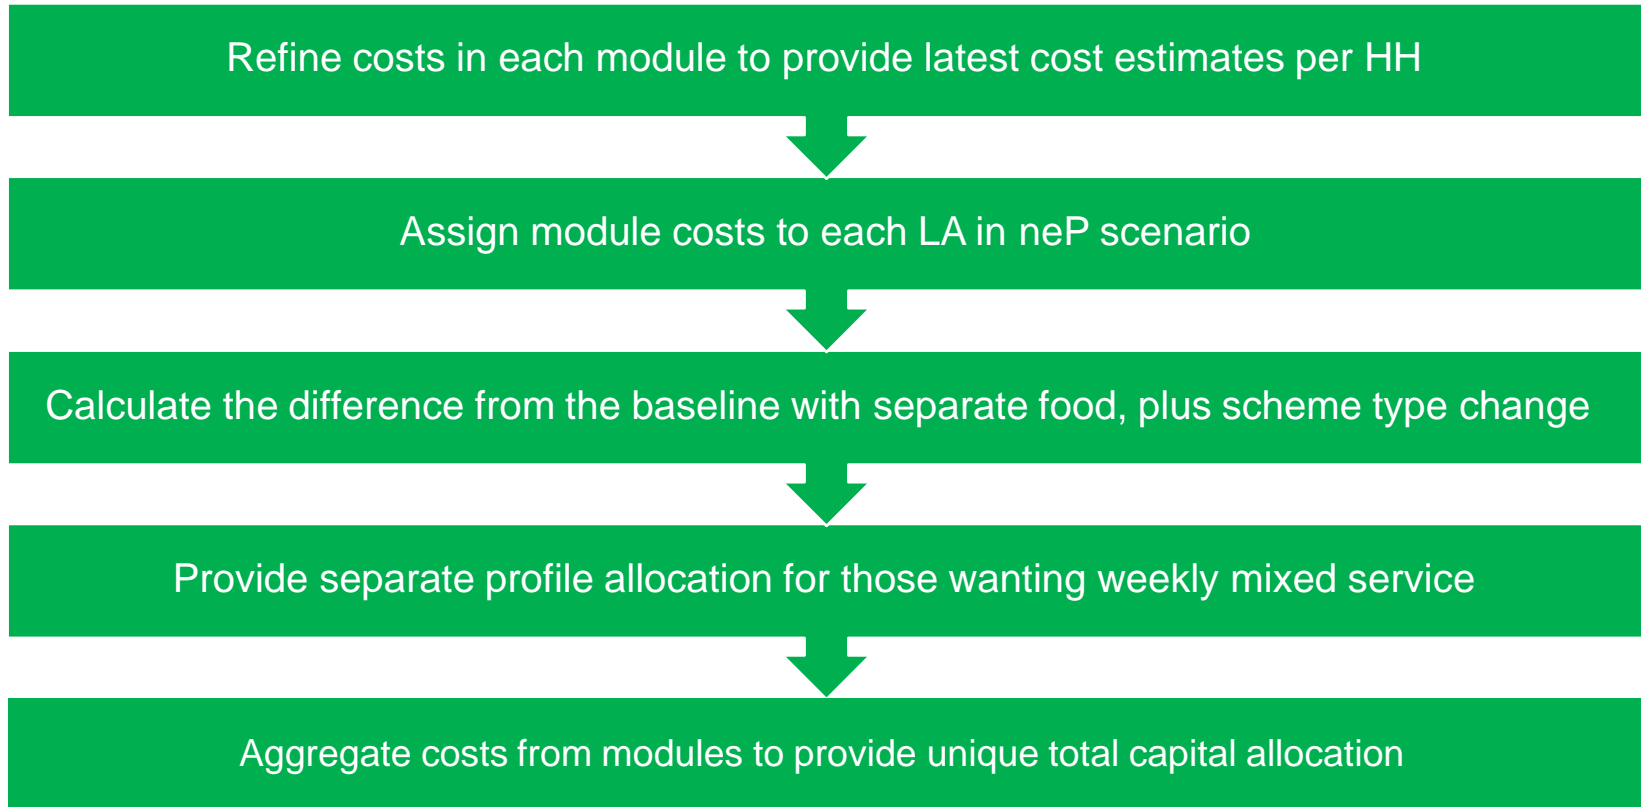 Refine costs in each module to provide latest cost estimates per HH
Assign module costs to each LA in neP scenario
Calculate the difference from the baseline with separate food, plus scheme type change
Provide separate profile allocation for those wanting weekly mixed service
Aggregate costs from modules to provide unique total capital allocation